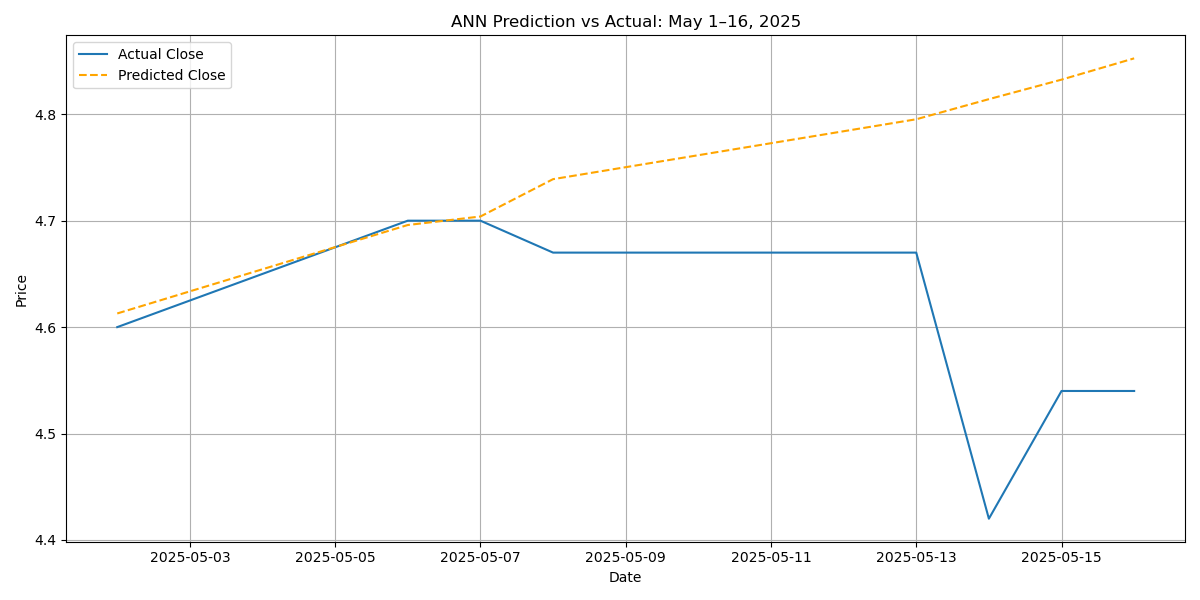 ANN Prediction vs Actual: May 1–16, 2025
Actual Close
Predicted Close
Price
4.8
4.7
4.6
4.5
4.4
2025-05-03 2025-05-05 2025-05-07 2025-05-09 2025-05-11 2025-05-13 2025-05-15
Date